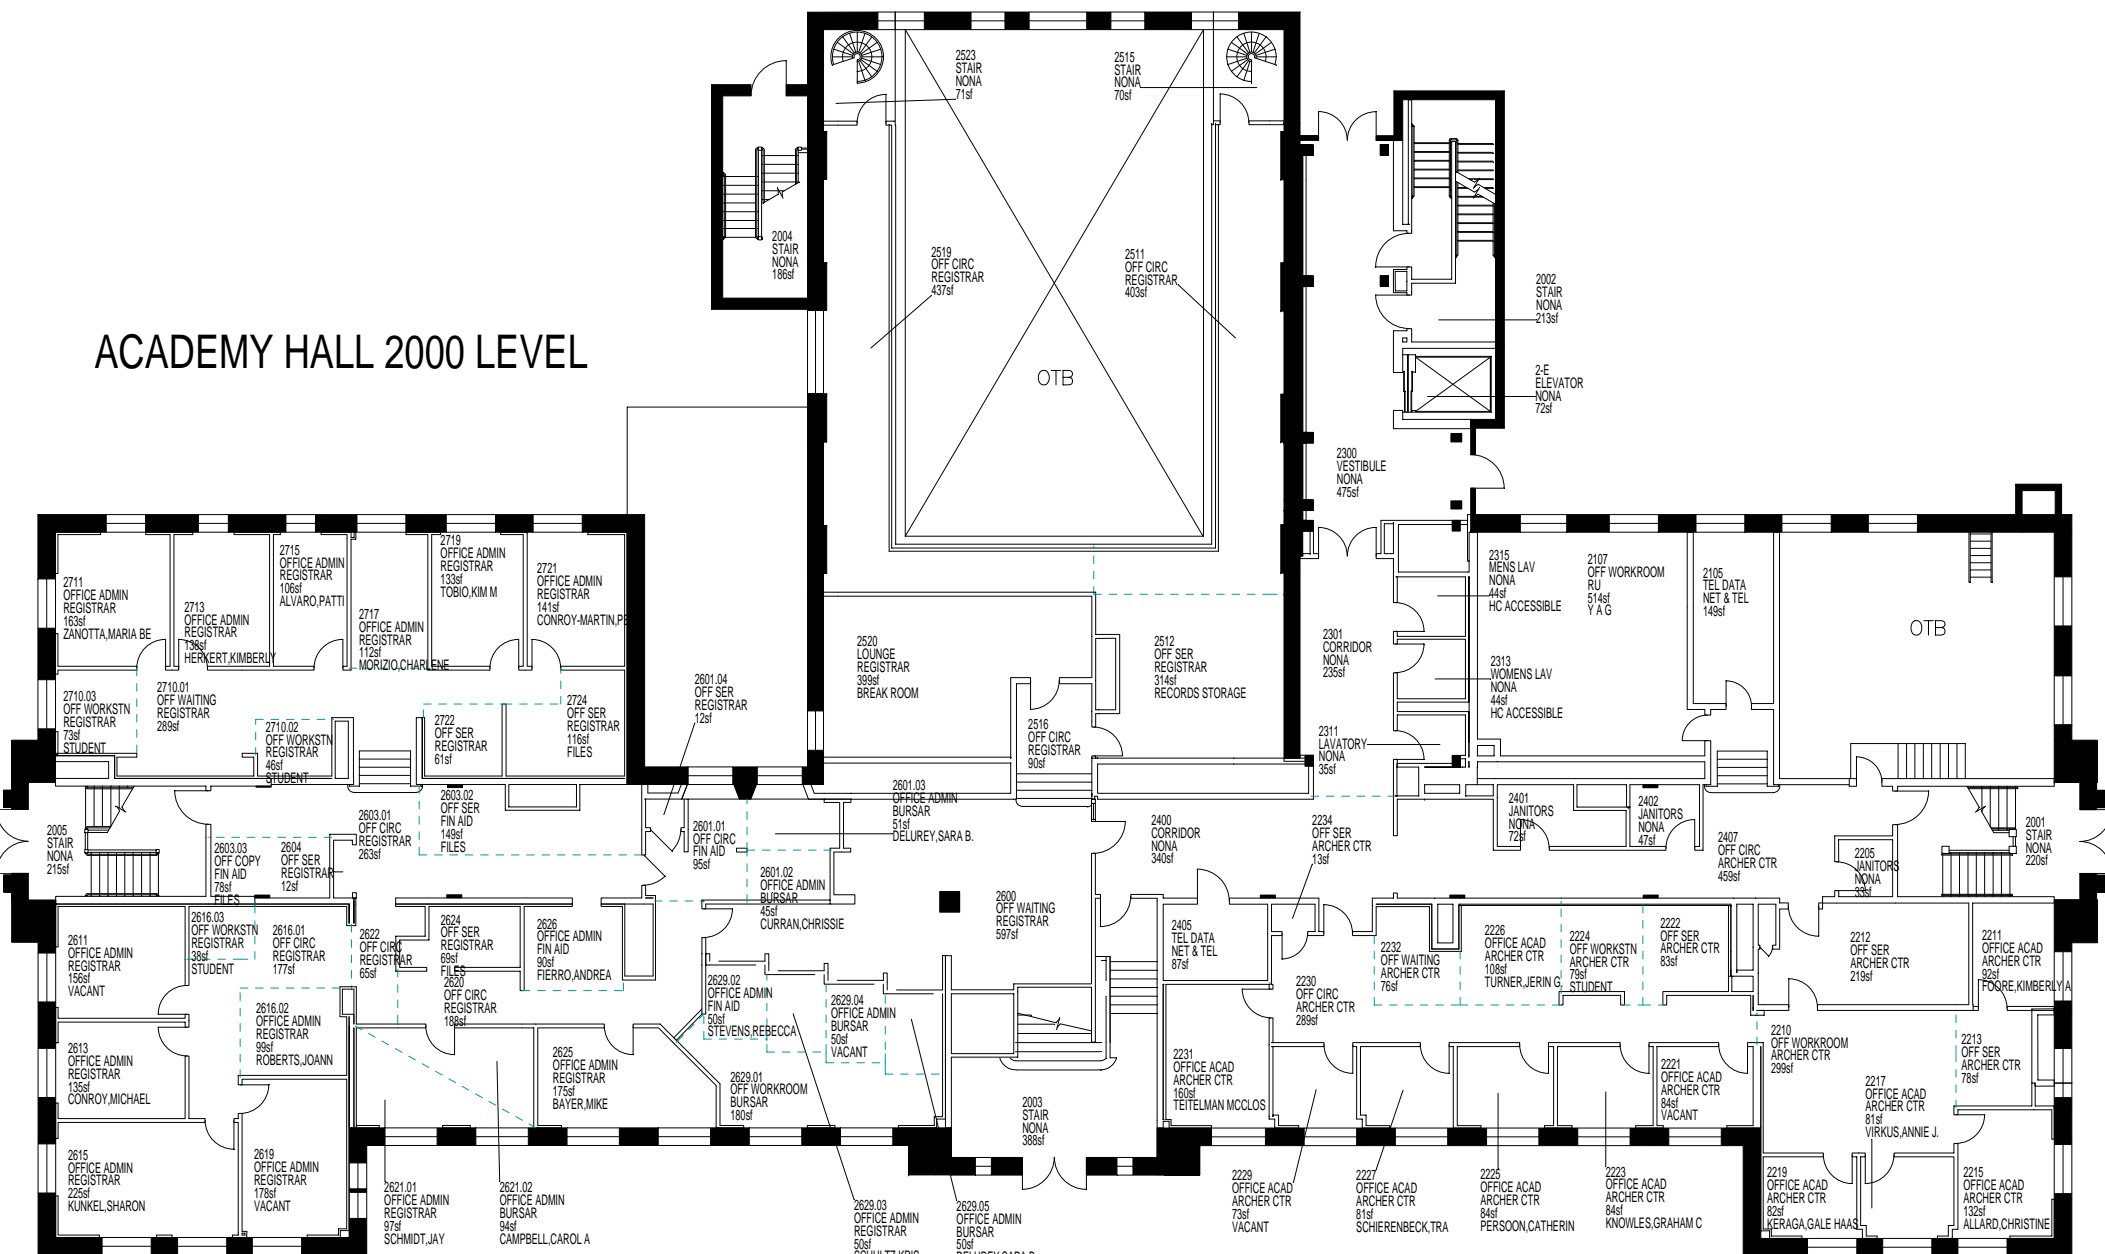 ACADEMY HALL 2000 LEVEL
2523
STAIR
NONA
71sf
2515
STAIR
NONA
70sf
2004
STAIR
NONA
186sf
2519
OFF CIRC
REGISTRAR
437sf
2511
OFF CIRC
REGISTRAR
403sf
OTB
2002
STAIR
NONA
213sf
2-E
ELEVATOR
NONA
72sf
2300
VESTIBULE
NONA
475sf
2711
OFFICE ADMIN
REGISTRAR
163sf
ZANOTTA,MARIA BE
2713
OFFICE ADMIN
REGISTRAR
138sf
HERKERT,KIMBERLY
2715
OFFICE ADMIN
REGISTRAR
106sf
ALVARO,PATTI
2717
OFFICE ADMIN
REGISTRAR
112sf
MORIZIO,CHARLENE
2719
OFFICE ADMIN
REGISTRAR
133sf
TOBIO,KIM M
2721
OFFICE ADMIN
REGISTRAR
141sf
CONROY-MARTIN,PE
2315
MENS LAV
NONA
44sf
HC ACCESSIBLE
2107
OFF WORKROOM
RU
514sf
Y A G
2105
TEL DATA
NET & TEL
149sf
OTB
2520
LOUNGE
REGISTRAR
399sf
BREAK ROOM
2512
OFF SER
REGISTRAR
314sf
RECORDS STORAGE
2301
CORRIDOR
NONA
235sf
2313
WOMENS LAV
NONA
44sf
HC ACCESSIBLE
2710.03
OFF WORKSTN
REGISTRAR
73sf
STUDENT
2710.01
OFF WAITING
REGISTRAR
289sf
2710.02
OFF WORKSTN
REGISTRAR
46sf
STUDENT
2722
OFF SER
REGISTRAR
61sf
2724
OFF SER
REGISTRAR
116sf
FILES
2601.04
OFF SER
REGISTRAR
12sf
2516
OFF CIRC
REGISTRAR
90sf
2311
LAVATORY
NONA
35sf
2005
STAIR
NONA
215sf
2603.03
OFF COPY
FIN AID
78sf
FILES
2604
OFF SER
REGISTRAR
12sf
2603.01
OFF CIRC
REGISTRAR
263sf
2603.02
OFF SER
FIN AID
149sf
FILES
2601.01
OFF CIRC
FIN AID
95sf
2601.03
OFFICE ADMIN
BURSAR
51sf
DELUREY,SARA B.
2601.02
OFFICE ADMIN
BURSAR
45sf
CURRAN,CHRISSIE
2400
CORRIDOR
NONA
340sf
2234
OFF SER
ARCHER CTR
13sf
2401
JANITORS
NONA
72sf
2402
JANITORS
NONA
47sf
2407
OFF CIRC
ARCHER CTR
459sf
2205
JANITORS
NONA
33sf
2001
STAIR
NONA
220sf
2611
OFFICE ADMIN
REGISTRAR
156sf
VACANT
2616.03
OFF WORKSTN
REGISTRAR
38sf
STUDENT
2616.01
OFF CIRC
REGISTRAR
177sf
2622
OFF CIRC
REGISTRAR
65sf
2624
OFF SER
REGISTRAR
69sf
FILES
2620
OFF CIRC
REGISTRAR
188sf
2626
OFFICE ADMIN
FIN AID
90sf
FIERRO,ANDREA
2600
OFF WAITING
REGISTRAR
597sf
2405
TEL DATA
NET & TEL
87sf
2232
OFF WAITING
ARCHER CTR
76sf
2226
OFFICE ACAD
ARCHER CTR
108sf
TURNER,JERIN G.
2224
OFF WORKSTN
ARCHER CTR
79sf
STUDENT
2222
OFF SER
ARCHER CTR
83sf
2212
OFF SER
ARCHER CTR
219sf
2211
OFFICE ACAD
ARCHER CTR
92sf
FOORE,KIMBERLY A
2613
OFFICE ADMIN
REGISTRAR
135sf
CONROY,MICHAEL
2616.02
OFFICE ADMIN
REGISTRAR
99sf
ROBERTS,JOANN
2625
OFFICE ADMIN
REGISTRAR
175sf
BAYER,MIKE
2629.02
OFFICE ADMIN
FIN AID
50sf
STEVENS,REBECCA
2629.04
OFFICE ADMIN
BURSAR
50sf
VACANT
2629.01
OFF WORKROOM
BURSAR
180sf
2003
STAIR
NONA
388sf
2230
OFF CIRC
ARCHER CTR
289sf
2231
OFFICE ACAD
ARCHER CTR
160sf
TEITELMAN MCCLOS
2221
OFFICE ACAD
ARCHER CTR
84sf
VACANT
2210
OFF WORKROOM
ARCHER CTR
299sf
2213
OFF SER
ARCHER CTR
78sf
2217
OFFICE ACAD
ARCHER CTR
81sf
VIRKUS,ANNIE J.
2615
OFFICE ADMIN
REGISTRAR
225sf
KUNKEL,SHARON
2619
OFFICE ADMIN
REGISTRAR
178sf
VACANT
2621.01
OFFICE ADMIN
REGISTRAR
97sf
SCHMIDT,JAY
2621.02
OFFICE ADMIN
BURSAR
94sf
CAMPBELL,CAROL A
2629.03
OFFICE ADMIN
REGISTRAR
50sf
2629.05
OFFICE ADMIN
BURSAR
50sf
2229
OFFICE ACAD
ARCHER CTR
73sf
VACANT
2227
OFFICE ACAD
ARCHER CTR
81sf
SCHIERENBECK,TRA
2225
OFFICE ACAD
ARCHER CTR
84sf
PERSOON,CATHERIN
2223
OFFICE ACAD
ARCHER CTR
84sf
KNOWLES,GRAHAM C
2219
OFFICE ACAD
ARCHER CTR
82sf
KERAGA,GALE HAAS
2215
OFFICE ACAD
ARCHER CTR
132sf
ALLARD,CHRISTINE